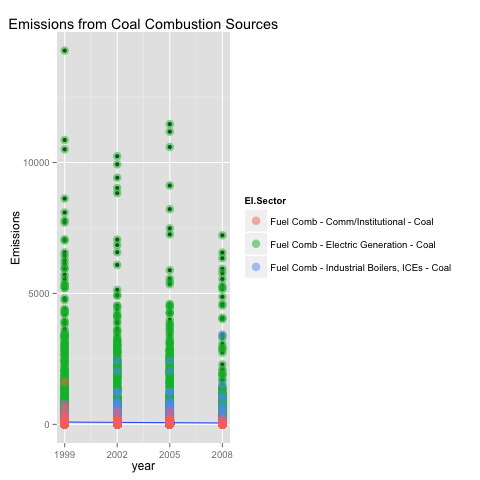 Emissions from Coal Combustion Sources
Emissions
10000
5000
0
1999 2002 2005 2008
year
EI.Sector
Fuel Comb - Comm/Institutional - Coal
Fuel Comb - Electric Generation - Coal
Fuel Comb - Industrial Boilers, ICEs - Coal